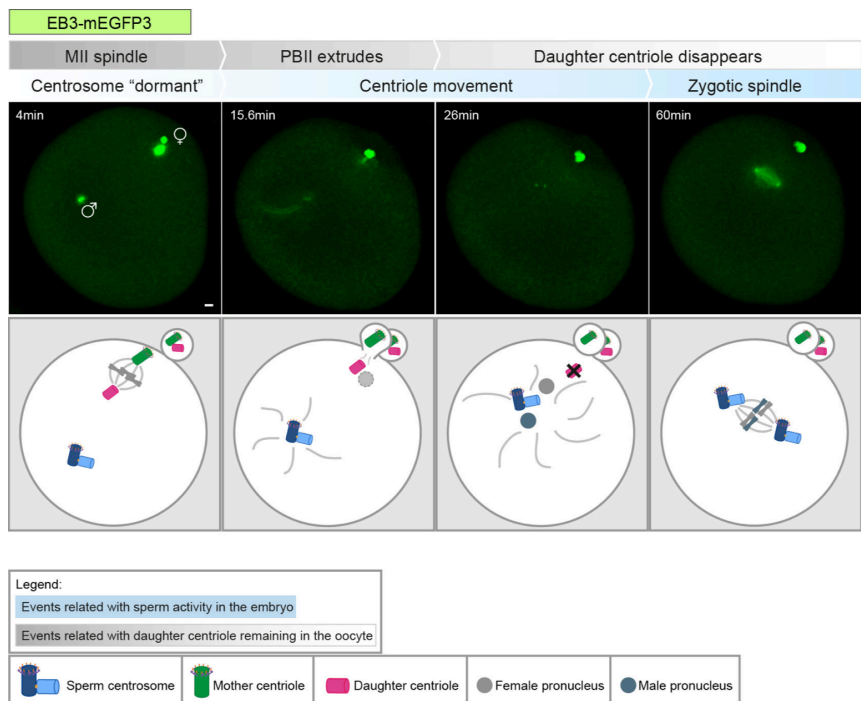 EB3-mEGFP3
MII spindle
PBII extrudes
Daughter centriole disappears
Centrosome “dormant”
Centriole movement
Zygotic spindle
4min
♀
♂
15.6min
26min
60min
Legend:
Events related with sperm activity in the embryo
Events related with daughter centriole remaining in the oocyte
Sperm centrosome
Mother centriole
Daughter centriole
Female pronucleus
Male pronucleus